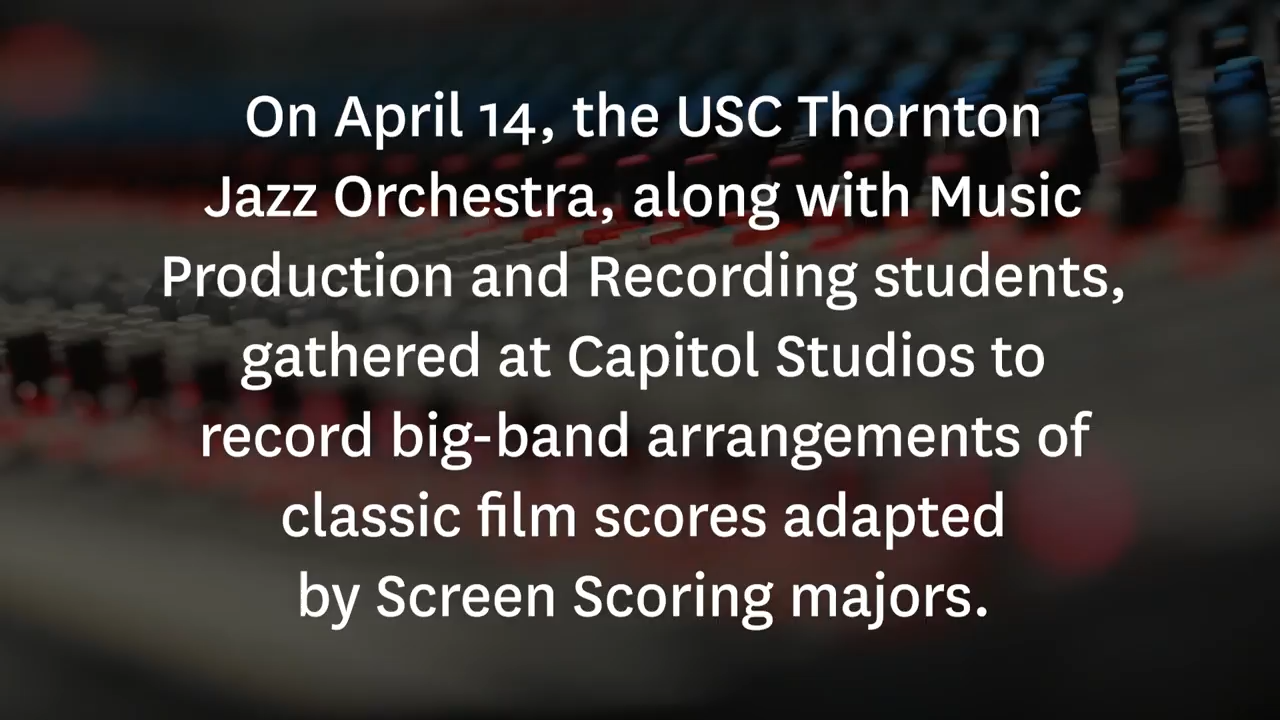 On April 14, the USC Thornton
Jazz Orchestra, along with Music
Production and Recording students,
gathered at Capitol Studios to
record big-band arrangements of
classic film scores adapted
by Screen Scoring majors.